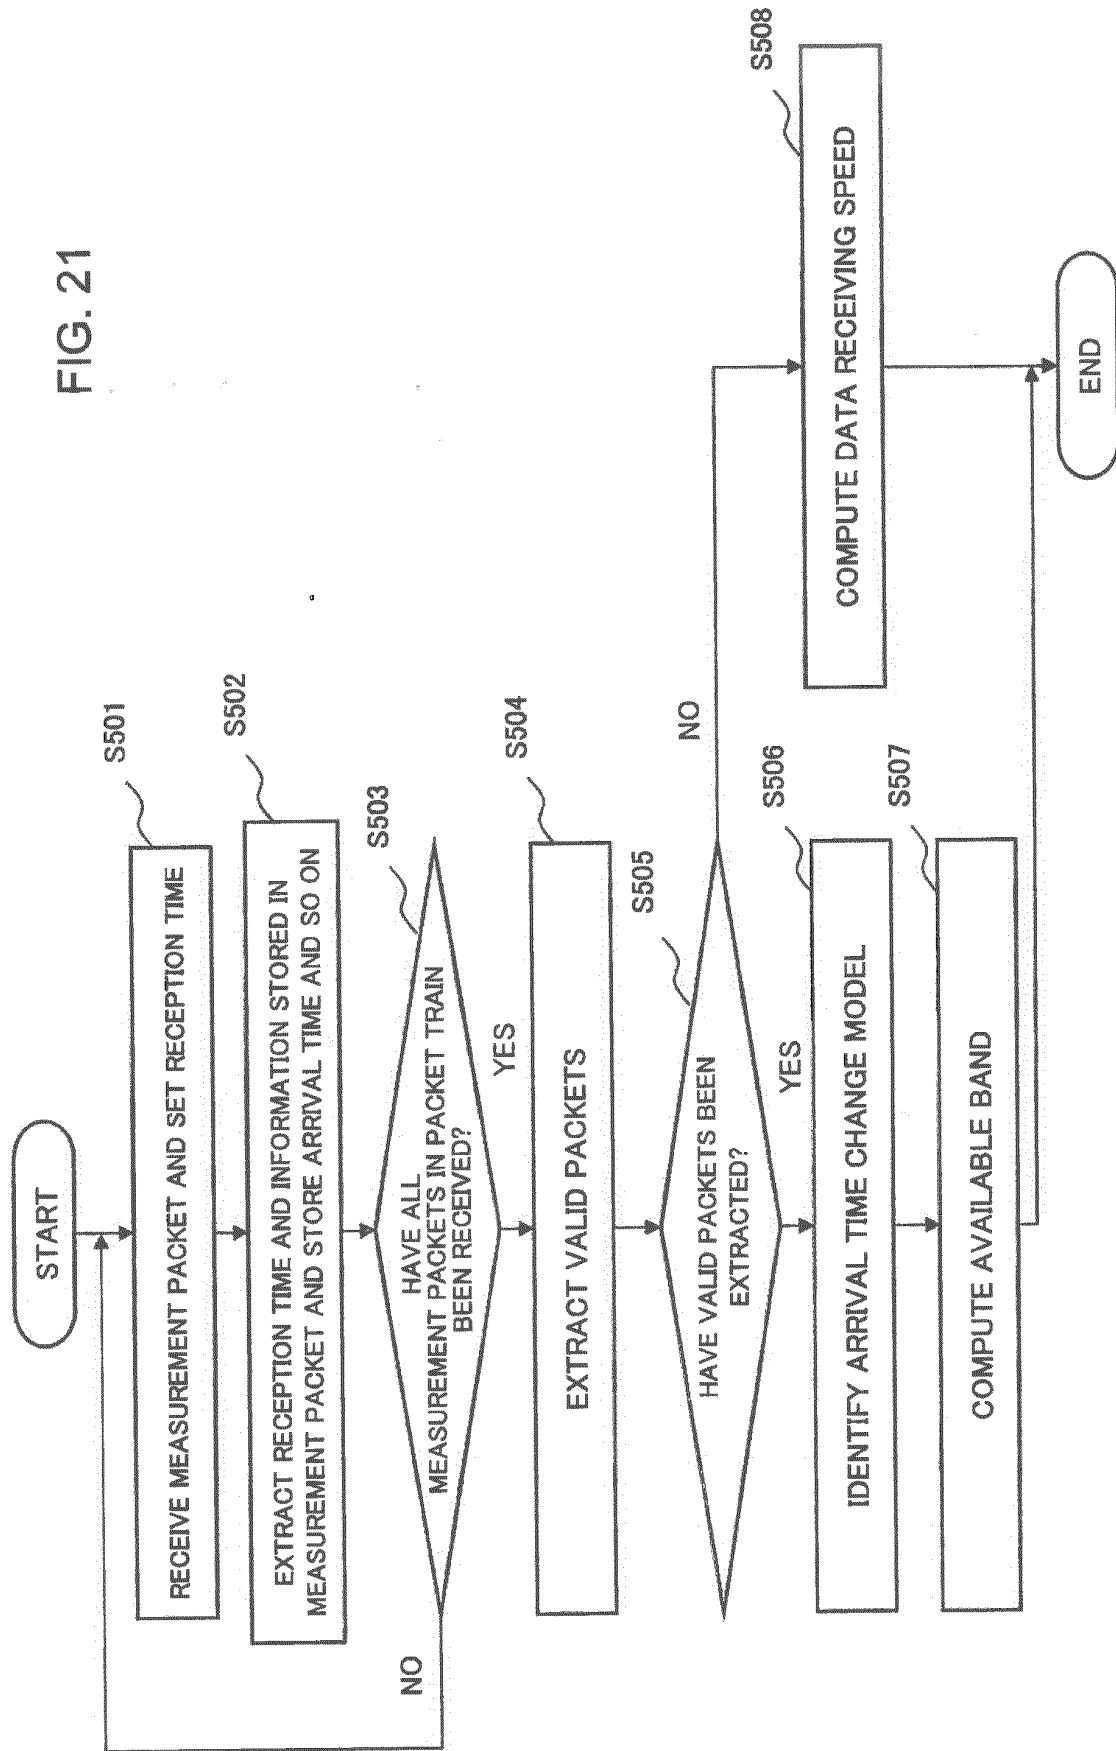 FIG. 21
START
S501
RECEIVE MEASUREMENT PACKET AND SET RECEPTION TIME
S502
EXTRACT RECEPTION TIME AND INFORMATION STORED IN
MEASUREMENT PACKET AND STORE ARRIVAL TIME AND SO ON
S503
HAVE ALL
MEASUREMENT PACKETS IN PACKET TRAIN
BEEN RECEIVED?
NO
YES
S504
EXTRACT VALID PACKETS
S505
HAVE VALID PACKETS BEEN
EXTRACTED?
NO
YES
S506
IDENTIFY ARRIVAL TIME CHANGE MODEL
S507
COMPUTE AVAILABLE BAND
S508
COMPUTE DATA RECEIVING SPEED
END